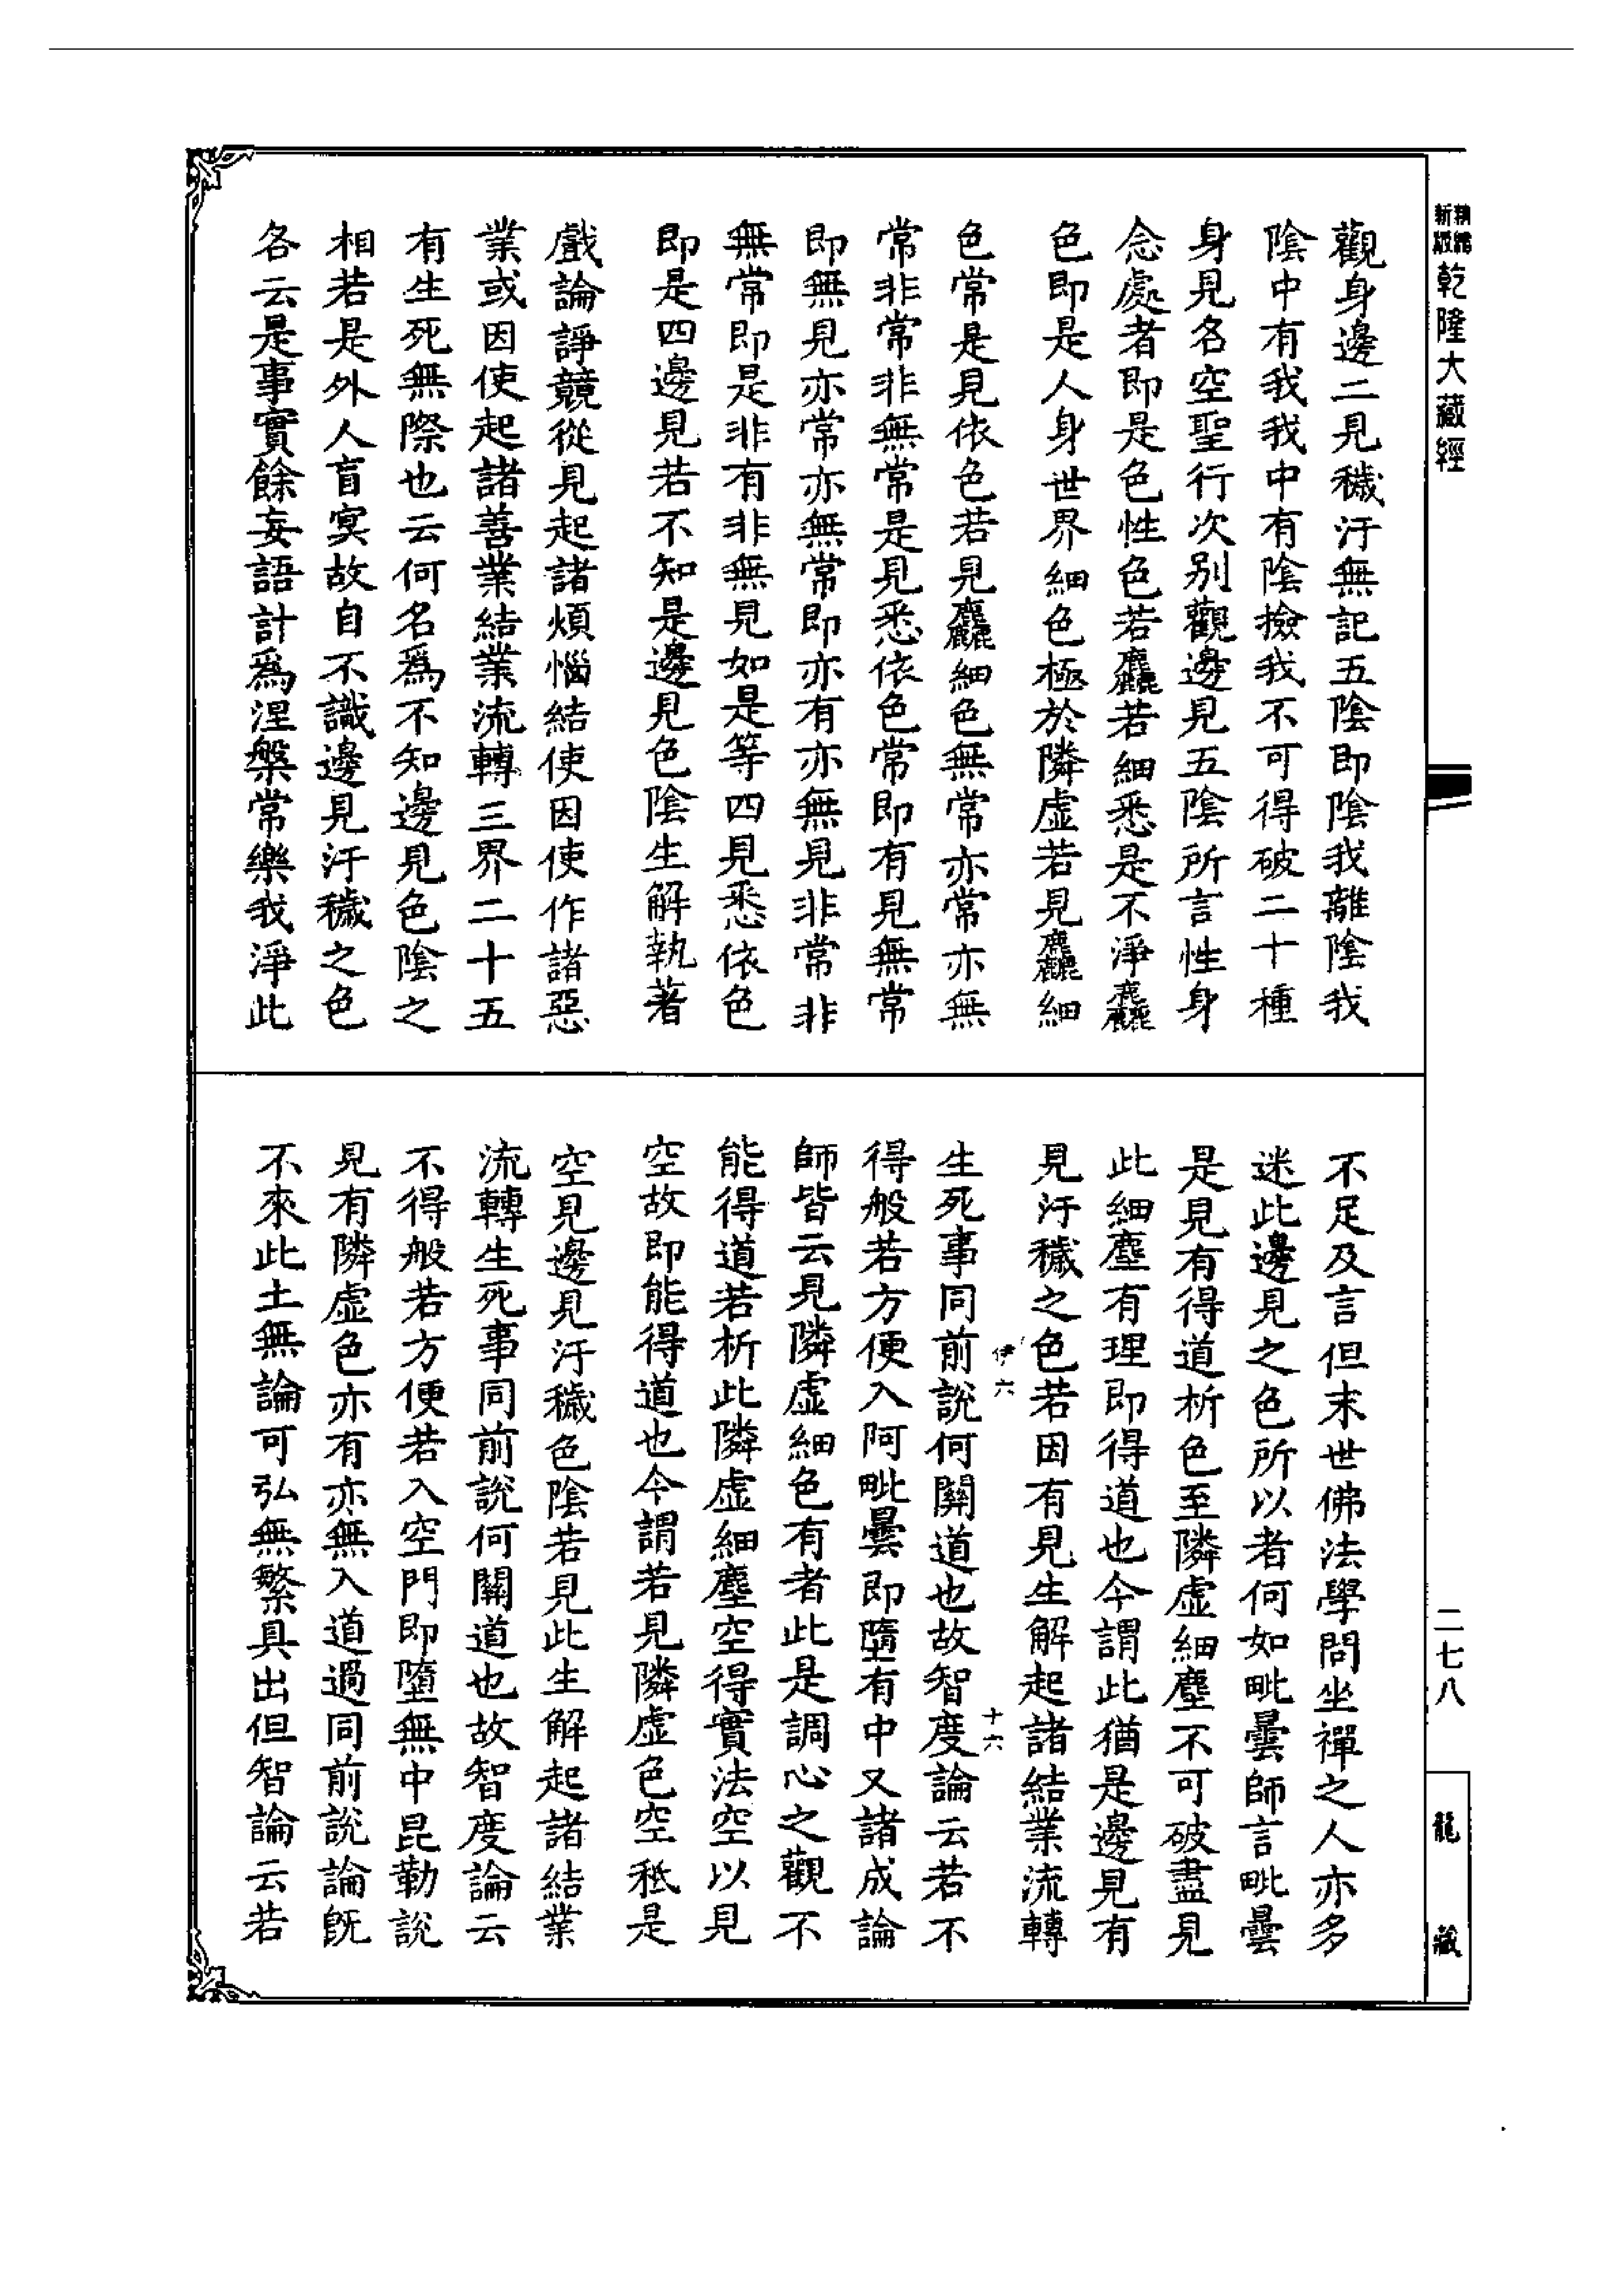 精編新版
乾隆大藏經
二七八
龍藏
觀身邊二見穢汙無記五陰即陰我離陰我
陰中有我我中有陰撿我不可得破二十種
身見名空聖行次別觀邊見五陰所言性身
念處者即是色性色若麤若細悉是不淨麤
色即是人身世界細色極於隣虛若見麤細
色常是見依色若見麤細色無常亦常亦無
常非常非無常是見悉依色常即有見無常
即無見亦常亦無常即亦有亦無見非常非
無常即是非有非無見如是等四見悉依色
即是四邊見若不知是邊見色陰生解執著
戲論諍競從見起諸煩惱結使因使作諸惡
業或因使起諸善業結業流轉三界二十五
有生死無際也云何名爲不知邊見色陰之
相若是外人盲冥故自不識邊見汙穢之色
各云是事實餘妄語計爲涅槃常樂我淨此
不足及言但末世佛法學問坐禪之人亦多
迷此邊見之色所以者何如毗曇師言毗曇
是見有得道析色至隣虛細塵不可破盡見
此細塵有理即得道也今謂此猶是邊見有
見汙穢之色若因有見生解起諸結業流轉
生死事同前說何關道也故智度論云若不
伊六
十六
得般若方便入阿毗曇即墮有中又諸成論
師皆云見隣虛細色有者此是調心之觀不
能得道若析此隣虛細塵空得實法空以見
空故即能得道也今謂若見隣虛色空秖是
空見邊見汙穢色陰若見此生解起諸結業
流轉生死事同前說何關道也故智度論云
不得般若方便若入空門即墮無中昆勒說
見有隣虛色亦有亦無入道過同前說論旣
不來此土無論可弘無繁具出但智論云若